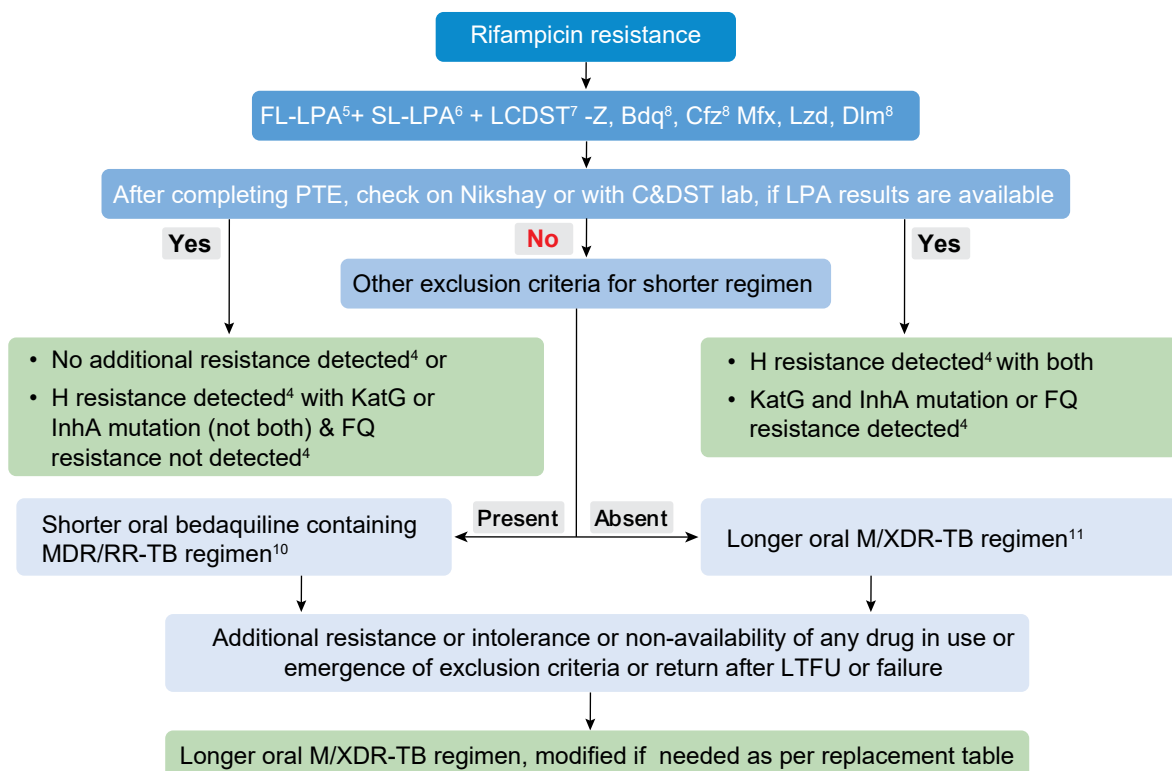 Rifampicin resistance
FL-LPA⁵+ SL-LPA⁶ + LCDST⁷ -Z, Bdq⁸, Cfz⁸ Mfx, Lzd, Dlm⁸
After completing PTE, check on Nikshay or with C&DST lab, if LPA results are available
Yes
No
Yes
Other exclusion criteria for shorter regimen
• No additional resistance detected⁴ or
• H resistance detected⁴ with KatG or
InhA mutation (not both) & FQ
resistance not detected⁴
• H resistance detected⁴ with both
• KatG and InhA mutation or FQ
resistance detected⁴
Present
Absent
Shorter oral bedaquiline containing
MDR/RR-TB regimen¹⁰
Longer oral M/XDR-TB regimen¹¹
Additional resistance or intolerance or non-availability of any drug in use or
emergence of exclusion criteria or return after LTFU or failure
Longer oral M/XDR-TB regimen, modified if needed as per replacement table